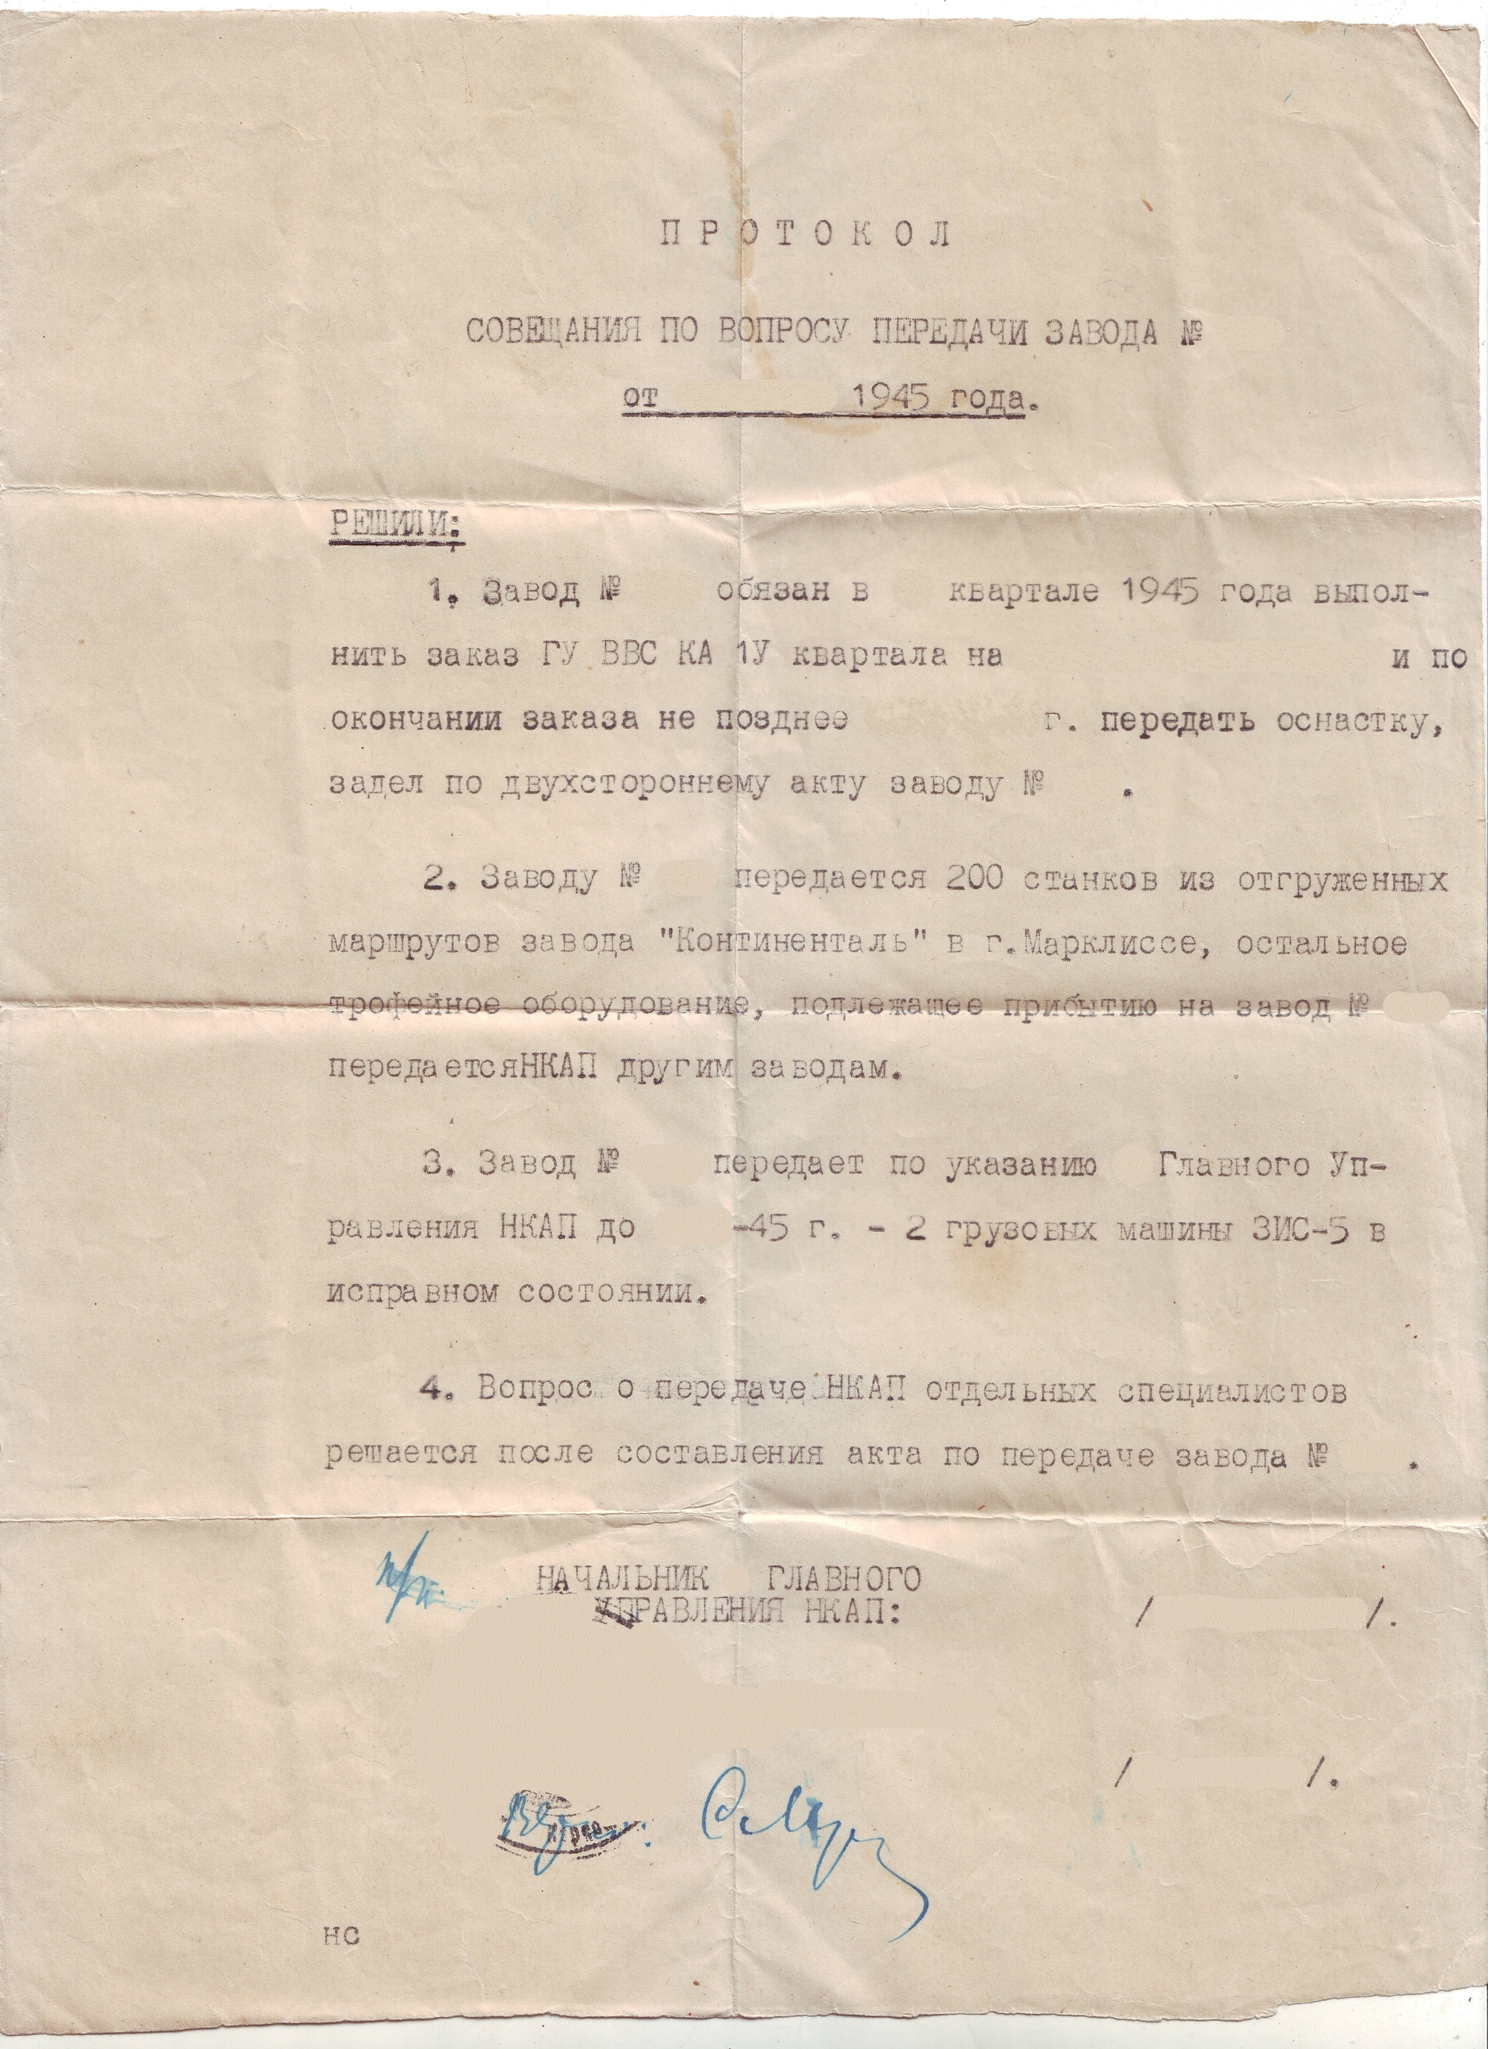 ПРОТОКОЛ
СОВЕЩАНИЯ ПО ВОПРОСУ ПЕРЕДАЧИ ЗАВОДА №
от 1945 года.
РЕШИЛИ:
1. Завод № обязан в квартале 1945 года выпол-
нить заказ ГУ ВВС КА 1У квартала на и по
окончании заказа не позднее г. передать оснастку,
задел по двухстороннему акту заводу № .
2. Заводу № передается 200 станков из отгруженных
маршрутов завода "Континенталь" в г.Марклиссе, остальное
трофейное оборудование, подлежащее прибытию на завод №
передаетсяНКАП другим заводам.
3. Завод № передает по указанию Главного Уп-
равления НКАП до -45 г. - 2 грузовых машины ЗИС-5 в
исправном состоянии.
4. Вопрос о передаче НКАП отдельных специалистов
решается после составления акта по передаче завода № .
п/п.
НАЧАЛЬНИК ГЛАВНОГО
УПРАВЛЕНИЯ НКАП: / /.
/ /.
нс